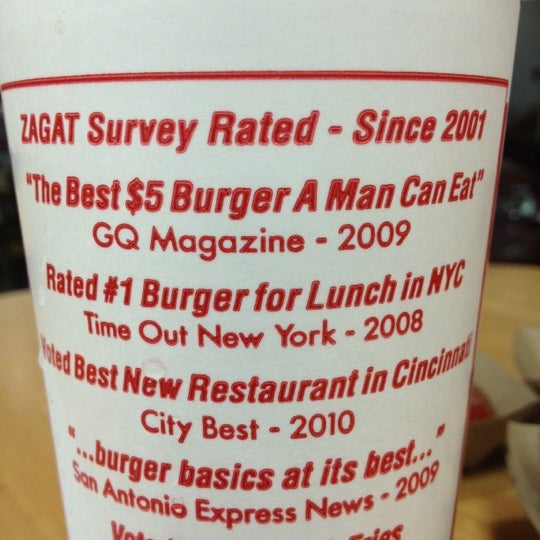 ZAGAT Survey Rated - Since 2001
"The Best $5 Burger A Man Can Eat"
GQ Magazine - 2009
Rated #1 Burger for Lunch in NYC
Time Out New York - 2008
Voted Best New Restaurant in Cincinnati
City Best - 2010
"...burger basics at its best..."
San Antonio Express News - 2009
Fries